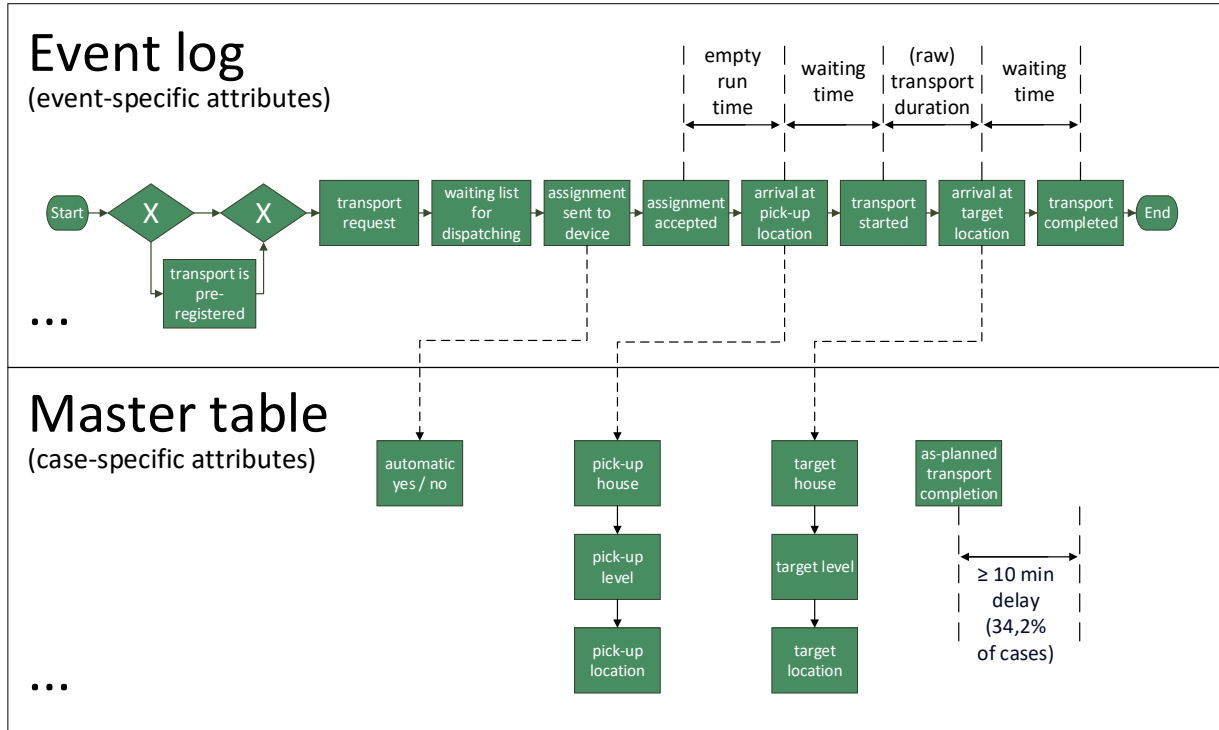 Event log
(event-specific attributes)
empty
run
time
waiting
time
(raw)
transport
duration
waiting
time
Start
X
X
transport
request
waiting list
for
dispatching
assignment
sent to
device
assignment
accepted
arrival at
pick-up
location
transport
started
arrival at
target
location
transport
completed
End
transport is
pre-
registered
...
Master table
(case-specific attributes)
automatic
yes / no
pick-up
house
target
house
as-planned
transport
completion
pick-up
level
target level
≥ 10 min
delay
(34,2%
of cases)
pick-up
location
target
location
...